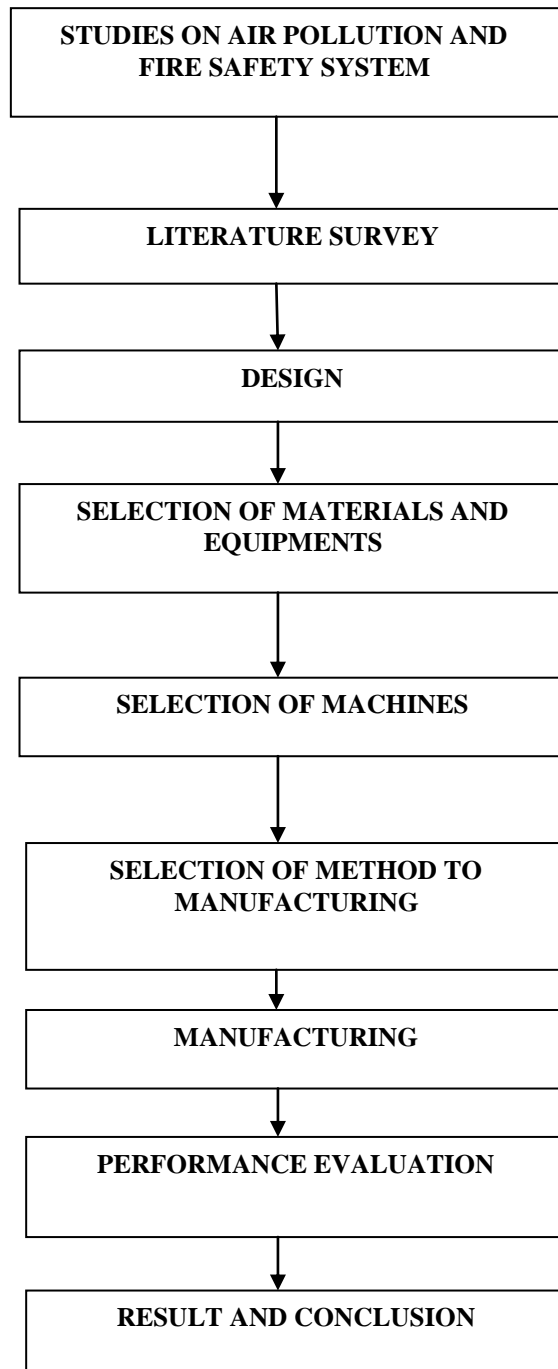 STUDIES ON AIR POLLUTION AND
FIRE SAFETY SYSTEM
LITERATURE SURVEY
DESIGN
SELECTION OF MATERIALS AND
EQUIPMENTS
SELECTION OF MACHINES
SELECTION OF METHOD TO
MANUFACTURING
MANUFACTURING
PERFORMANCE EVALUATION
RESULT AND CONCLUSION